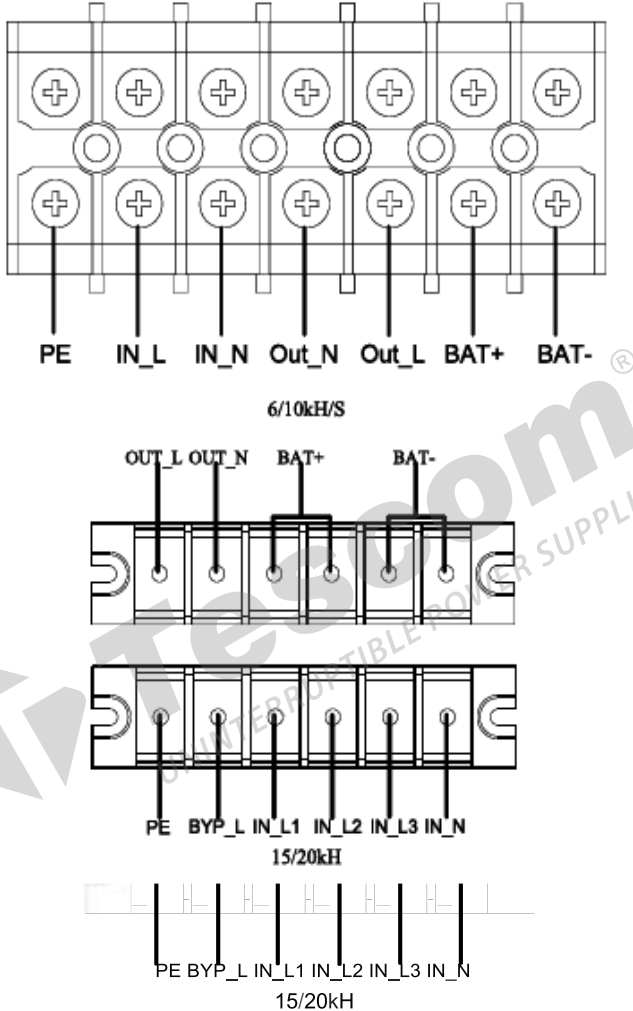 PE IN_L IN_N Out_N Out_L BAT+ BAT-
6/10kH/S
OUT_L OUT_N BAT+ BAT-
PE BYP_L IN_L1 IN_L2 IN_L3 IN_N
15/20kH
PE BYP_L IN_L1 IN_L2 IN_L3 IN_N
15/20kH
Tescom®
UNINTERRUPTIBLE POWER SUPPLI